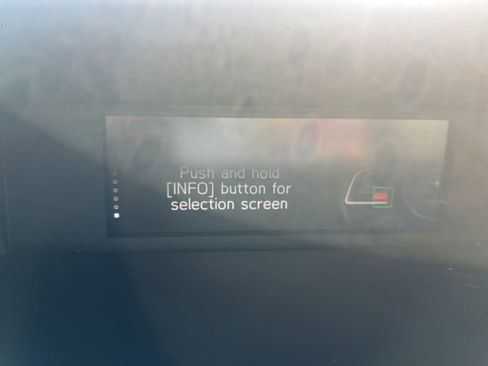 Push and hold
[INFO] button for
selection screen